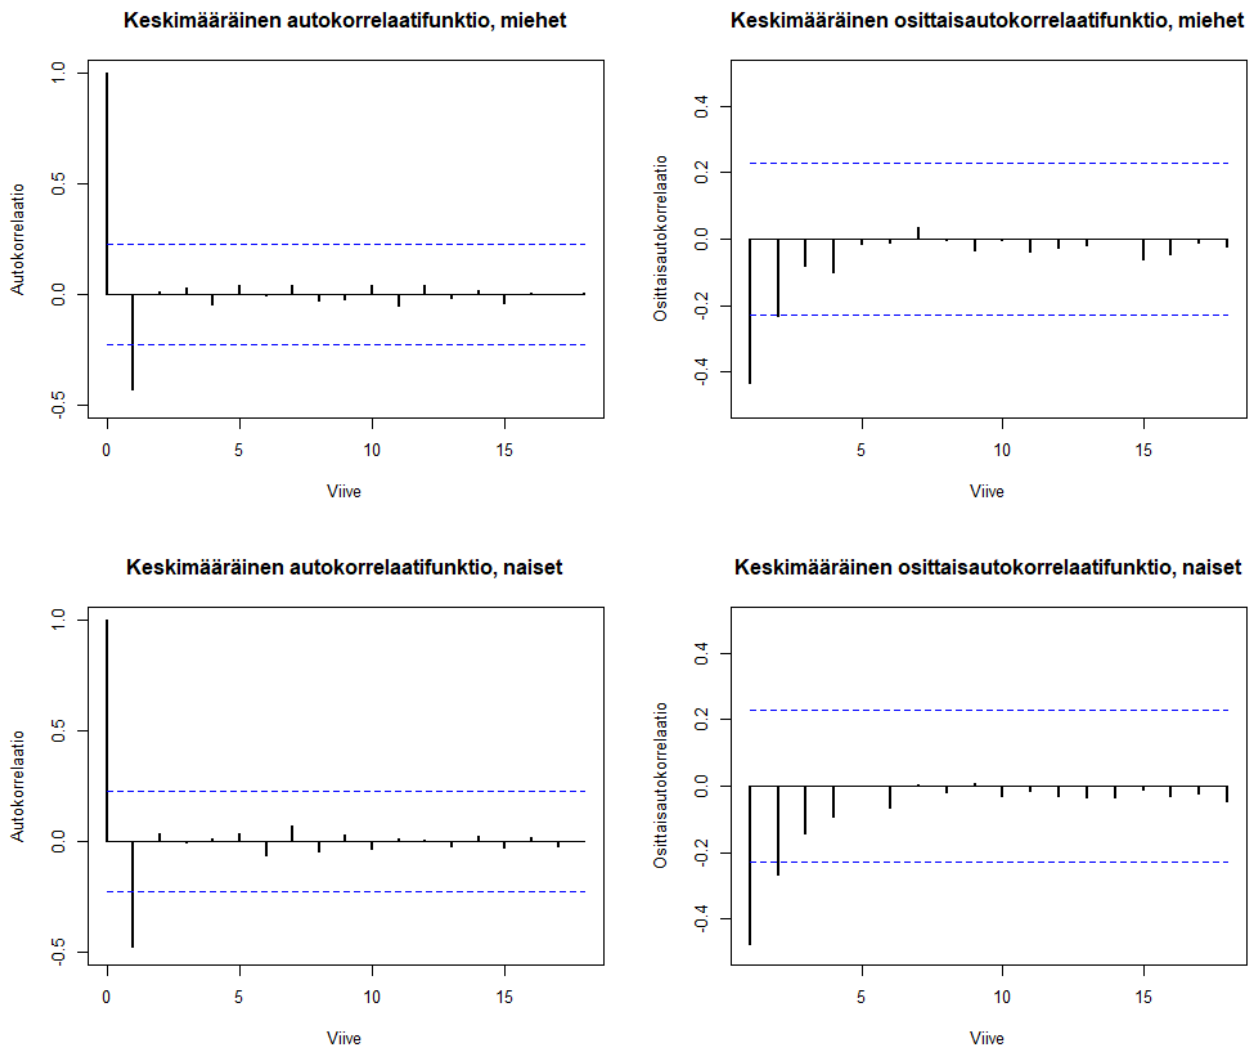 Keskimääräinen autokorrelaatifunktio, miehet
Autokorrelaatio
1.0
0.5
0.0
-0.5
0 5 10 15
Viive
Keskimääräinen osittaisautokorrelaatifunktio, miehet
Osittaisautokorrelaatio
0.4
0.2
0.0
-0.2
-0.4
5 10 15
Viive
Keskimääräinen autokorrelaatifunktio, naiset
Autokorrelaatio
1.0
0.5
0.0
-0.5
0 5 10 15
Viive
Keskimääräinen osittaisautokorrelaatifunktio, naiset
Osittaisautokorrelaatio
0.4
0.2
0.0
-0.2
-0.4
5 10 15
Viive